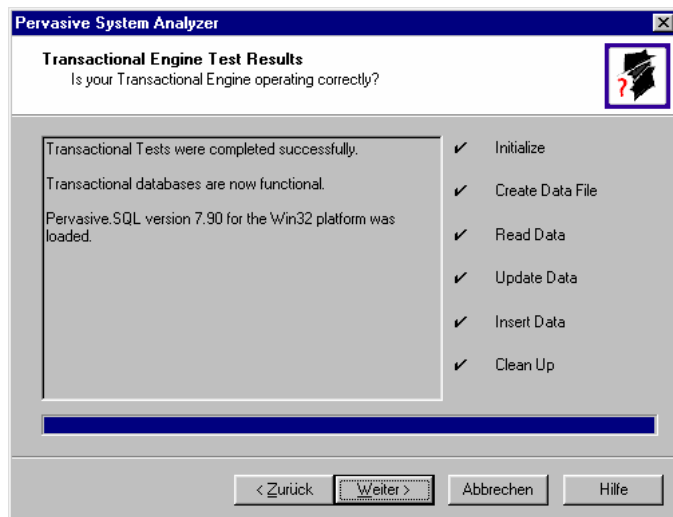 Pervasive System Analyzer
Transactional Engine Test Results
Is your Transactional Engine operating correctly?
?
Transactional Tests were completed successfully.
Transactional databases are now functional.
Pervasive.SQL version 7.90 for the Win32 platform was
loaded.
Initialize
Create Data File
Read Data
Update Data
Insert Data
Clean Up
< Zurück
Weiter >
Abbrechen
Hilfe